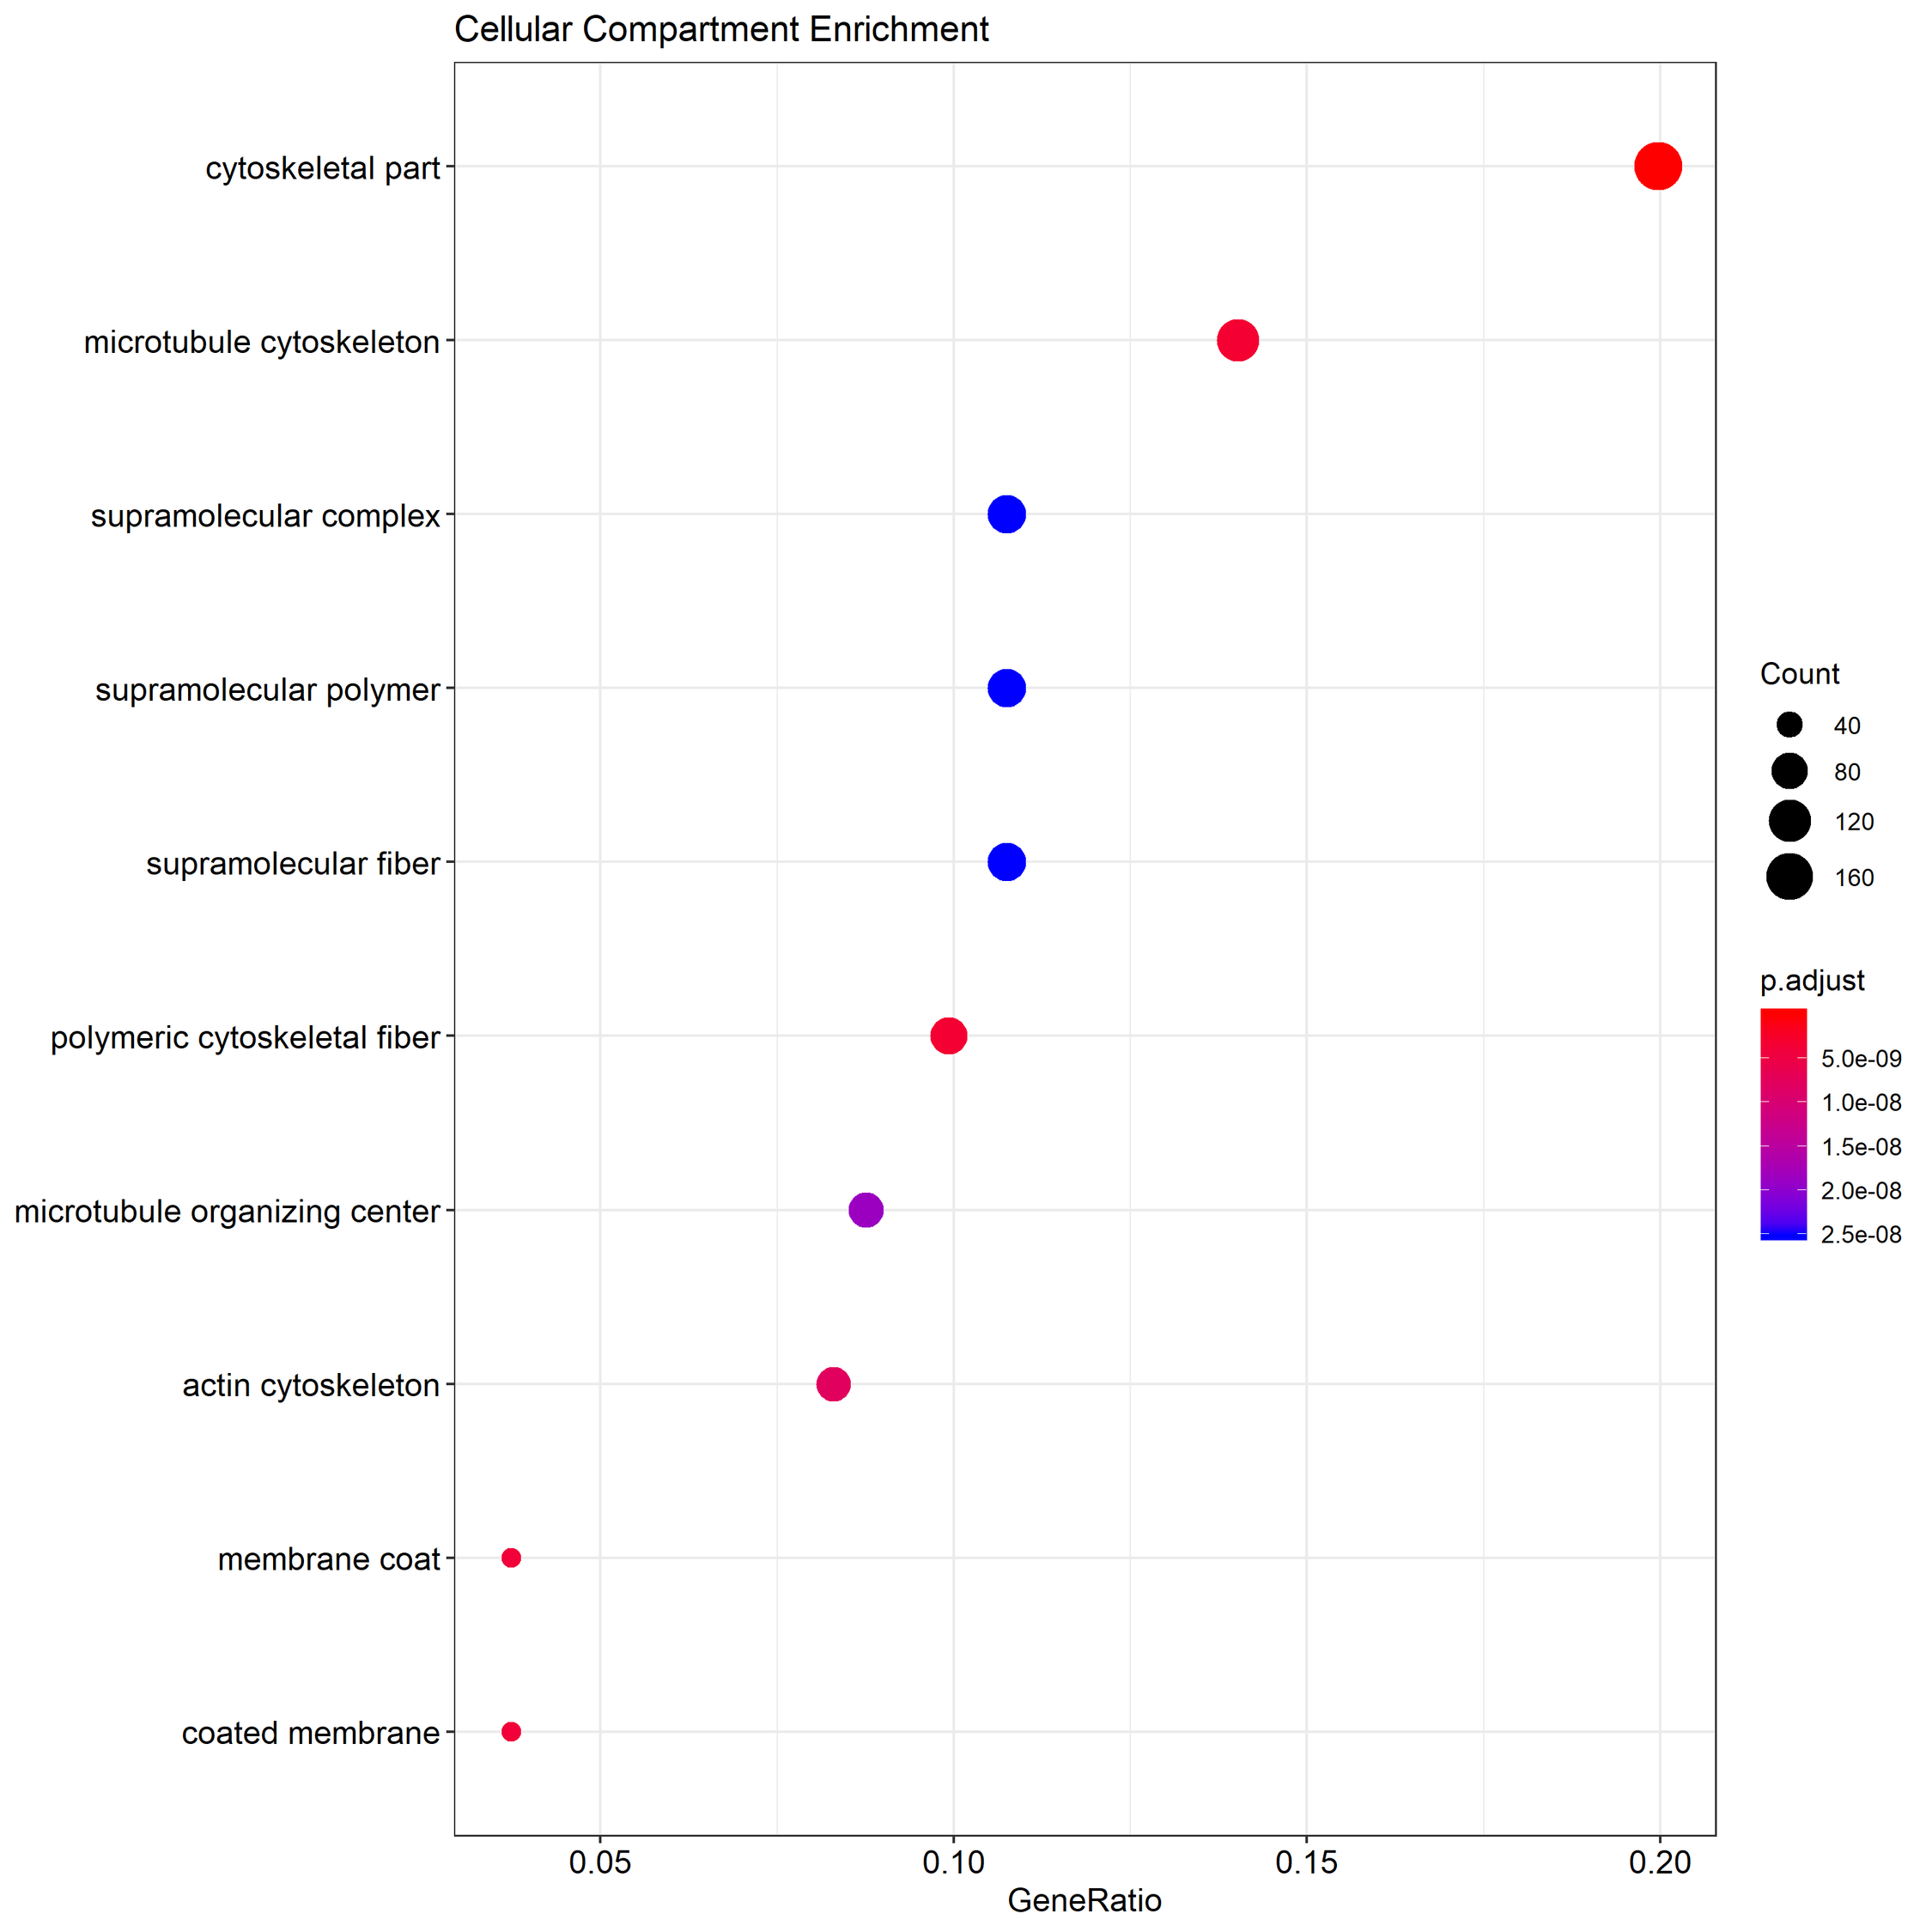 Cellular Compartment Enrichment
cytoskeletal part
microtubule cytoskeleton
supramolecular complex
supramolecular polymer
supramolecular fiber
polymeric cytoskeletal fiber
microtubule organizing center
actin cytoskeleton
membrane coat
coated membrane
0.05 0.10 0.15 0.20
GeneRatio
Count
40
80
120
160
p.adjust
5.0e-09
1.0e-08
1.5e-08
2.0e-08
2.5e-08